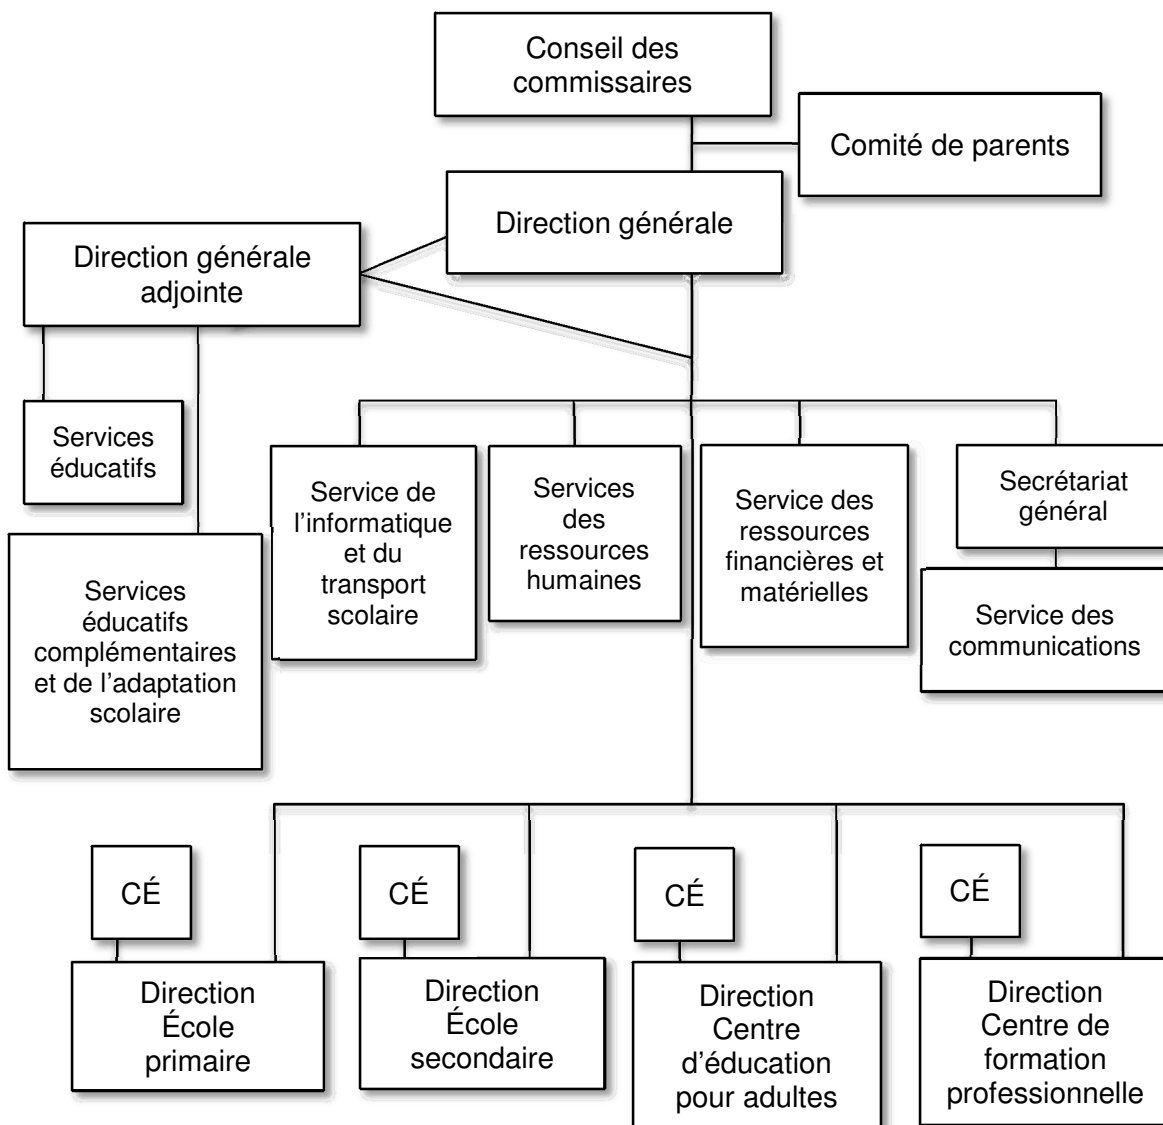 Conseil des
commissaires
Comité de parents
Direction générale
Direction générale
adjointe
Services
éducatifs
Services
éducatifs
complémentaires
et de l'adaptation
scolaire
Service de
l'informatique
et du
transport
scolaire
Services
des
ressources
humaines
Service des
ressources
financières et
matérielles
Secrétariat
général
Service des
communications
CÉ
CÉ
CÉ
CÉ
Direction
École
primaire
Direction
École
secondaire
Direction
Centre
d'éducation
pour adultes
Direction
Centre de
formation
professionnelle